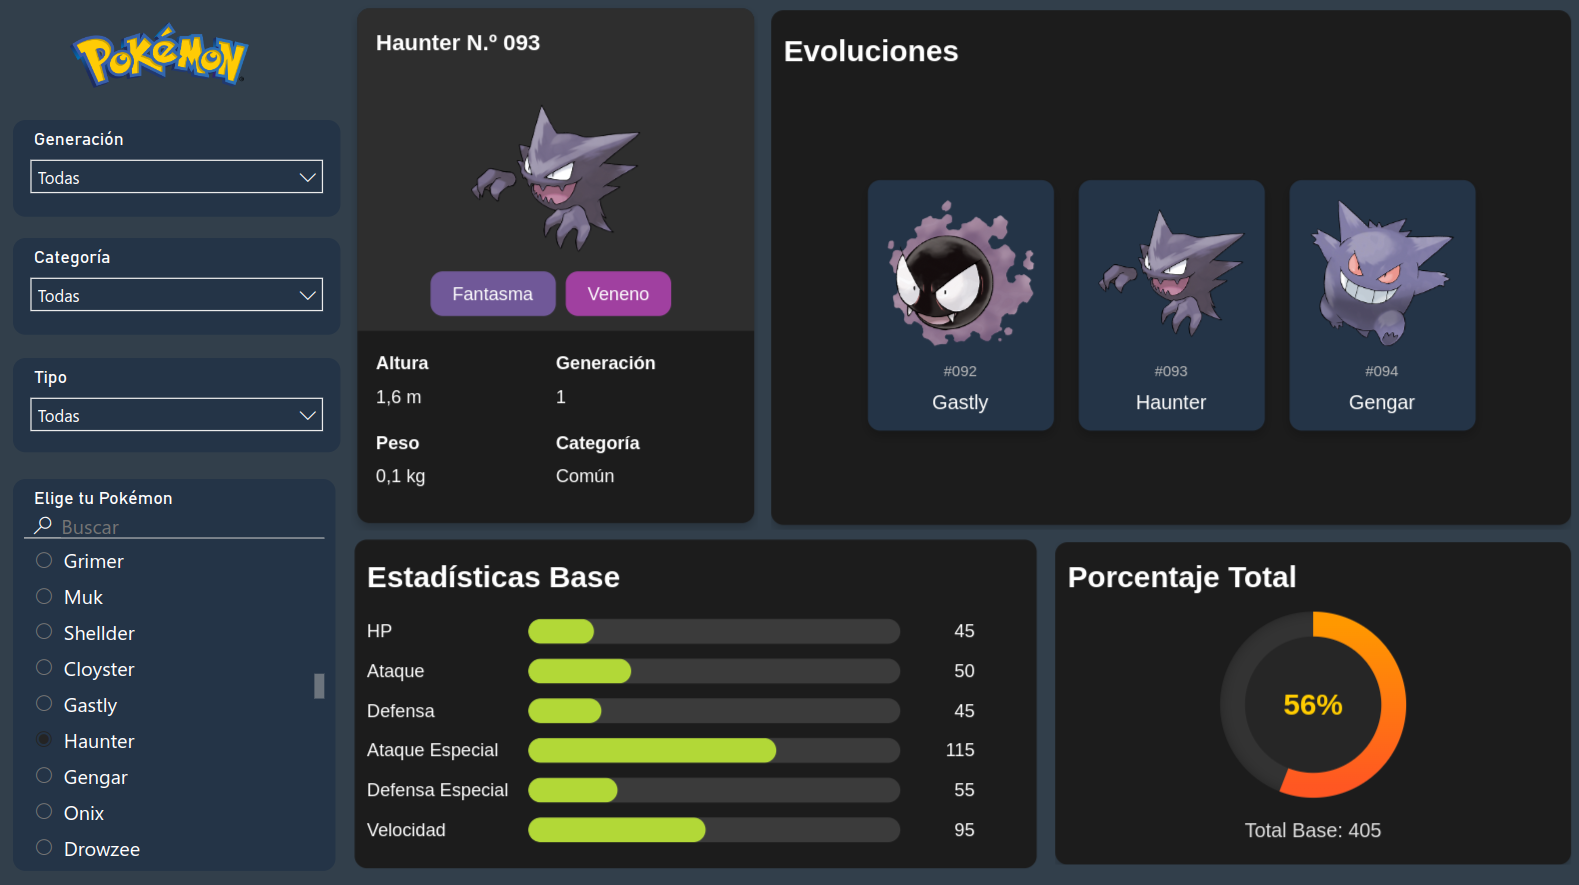 POKÉMON
Generación
Todas
Categoría
Todas
Tipo
Todas
Elige tu Pokémon
Buscar
Grimer
Muk
Shellder
Cloyster
Gastly
Haunter
Gengar
Onix
Drowzee
Haunter N.º 093
Fantasma Veneno
Altura Generación
1,6 m 1
Peso Categoría
0,1 kg Común
Evoluciones
#092 #093 #094
Gastly Haunter Gengar
Estadísticas Base
HP 45
Ataque 50
Defensa 45
Ataque Especial 115
Defensa Especial 55
Velocidad 95
Porcentaje Total
56%
Total Base: 405